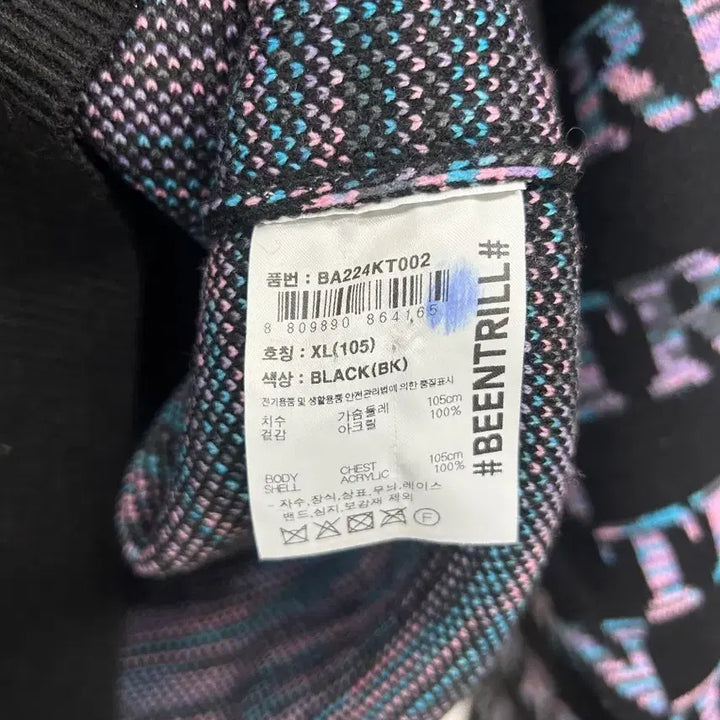 품번 : BA224KT002
8 809890 864165
호칭 : XL(105)
색상 : BLACK(BK)
전기용품 및 생활용품 안전관리법에 의한 품질표시
치수 가슴둘레 105cm
겉감 아크릴 100%
BODY CHEST 105cm
SHELL ACRYLIC 100%
- 자수,장식,상표,무늬,레이스
밴드,심지,보강재 제외
F
#BEENTRILL#
R
TR
T